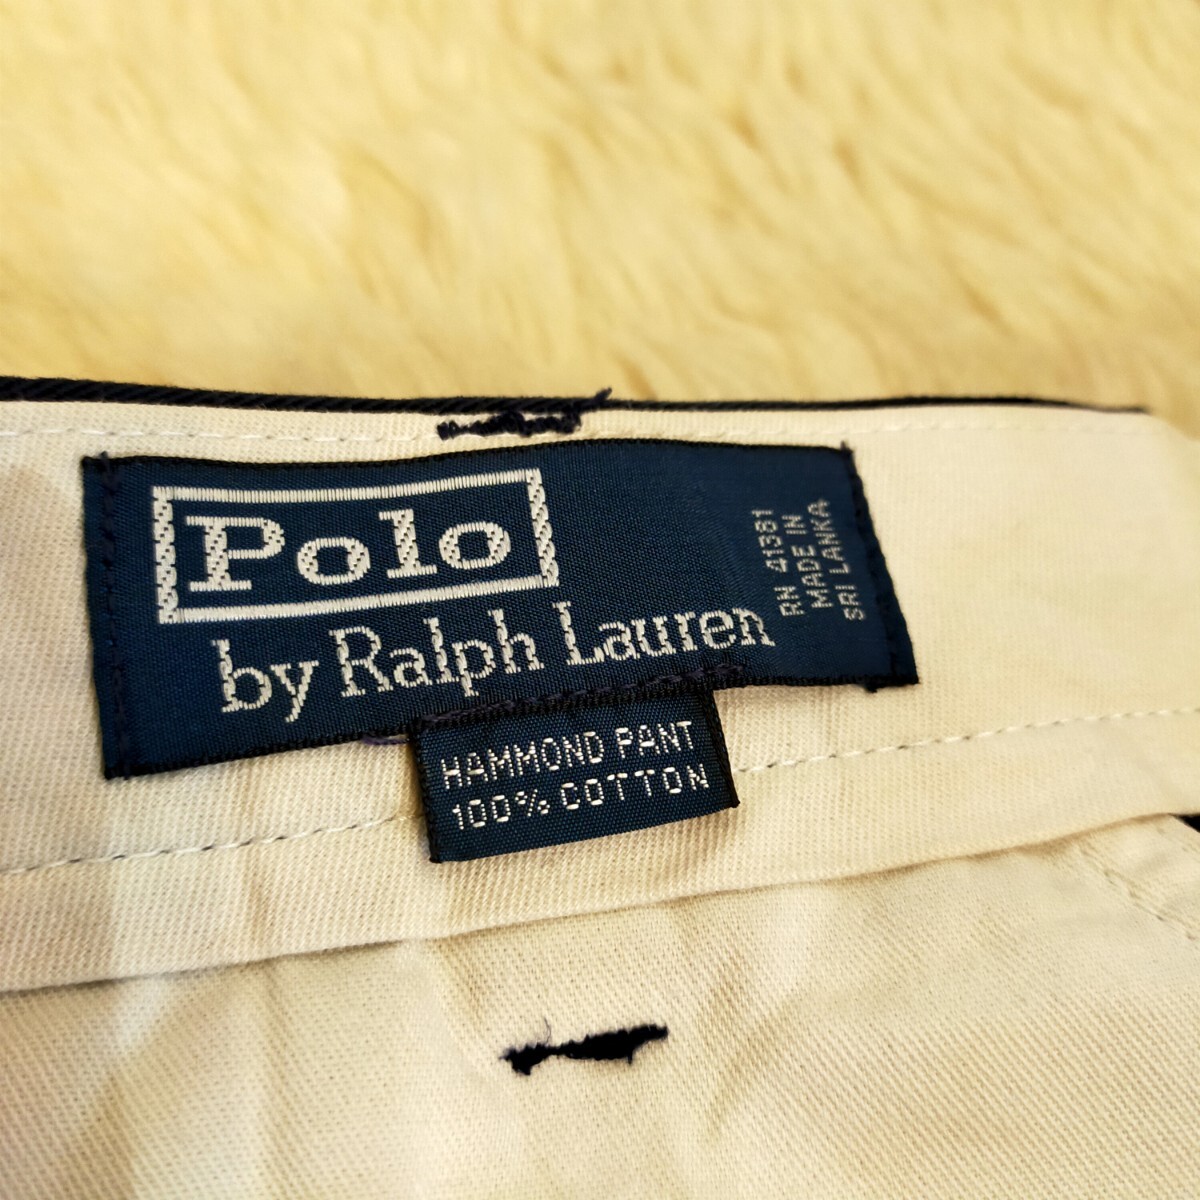 Polo
by Ralph Lauren
RN 41381
MADE IN
SRI LANKA
HAMMOND PANT
100% COTTON